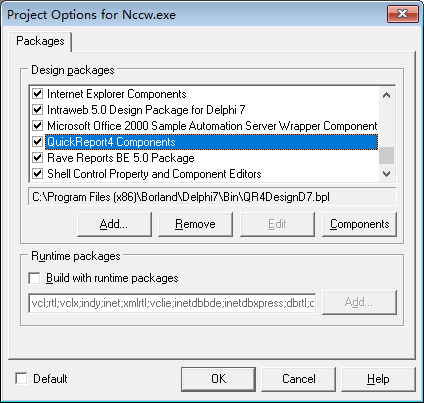 Project Options for Nccw.exe
Packages
Design packages
Internet Explorer Components
Intraweb 5.0 Design Package for Delphi 7
Microsoft Office 2000 Sample Automation Server Wrapper Component
QuickReport4 Components
Rave Reports BE 5.0 Package
Shell Control Property and Component Editors
C:\Program Files (x86)\Borland\Delphi7\Bin\QR4DesignD7.bpl
Add... Remove Edit Components
Runtime packages
Build with runtime packages
vcl;rtl;vclx;indy;inet;xmlrtl;vclie;inetdbbde;inetdbxpress;dbrtl;c Add...
Default OK Cancel Help